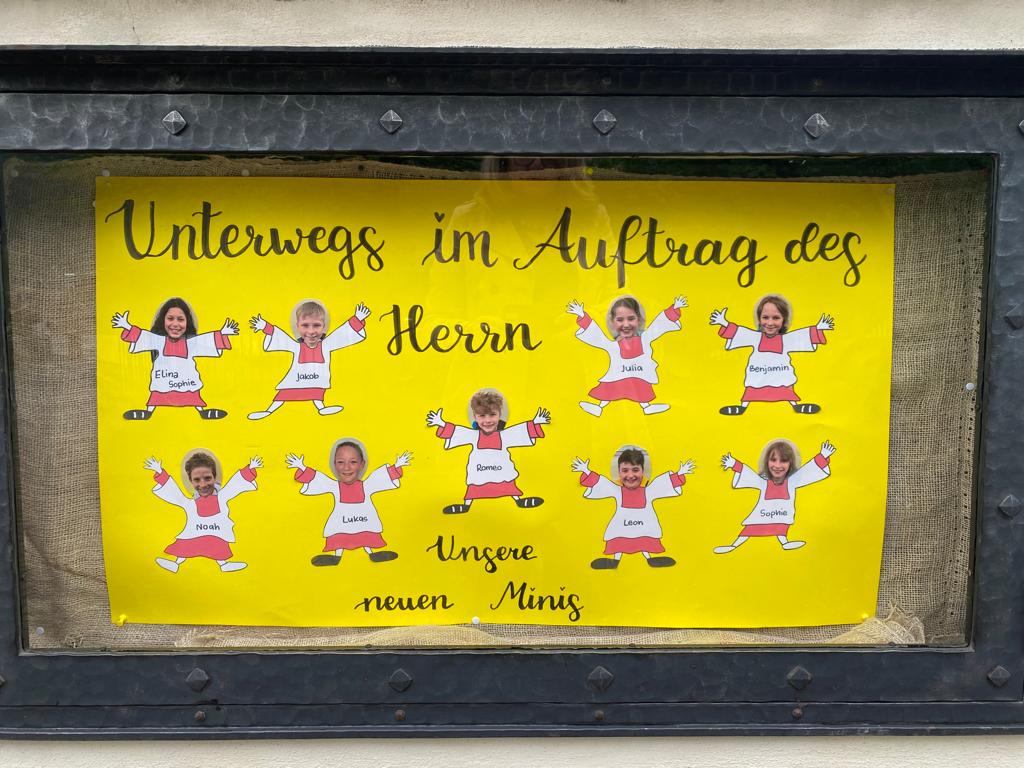 Unterwegs im Auftrag des
Herrn
Elina
Sophie
Jakob
Julia
Benjamin
Romeo
Noah
Lukas
Leon
Sophie
Unsere
neuen Minis